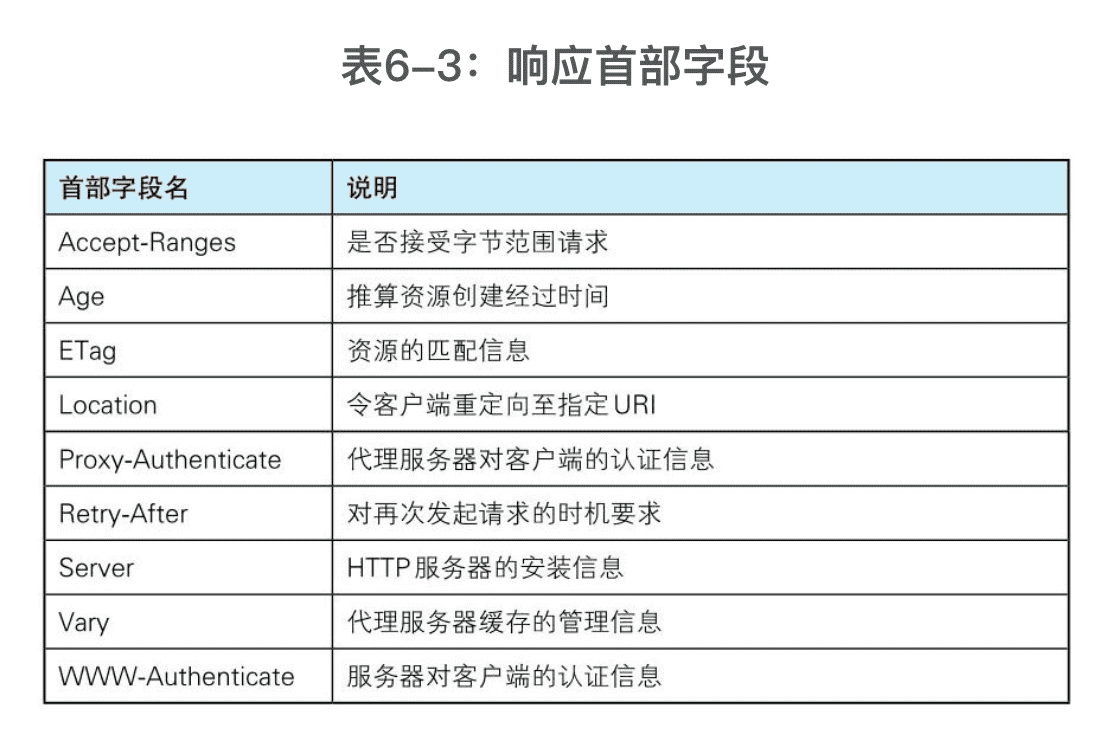 表6-3：响应首部字段
首部字段名 说明
Accept-Ranges 是否接受字节范围请求
Age 推算资源创建经过时间
ETag 资源的匹配信息
Location 令客户端重定向至指定URI
Proxy-Authenticate 代理服务器对客户端的认证信息
Retry-After 对再次发起请求的时机要求
Server HTTP服务器的安装信息
Vary 代理服务器缓存的管理信息
WWW-Authenticate 服务器对客户端的认证信息